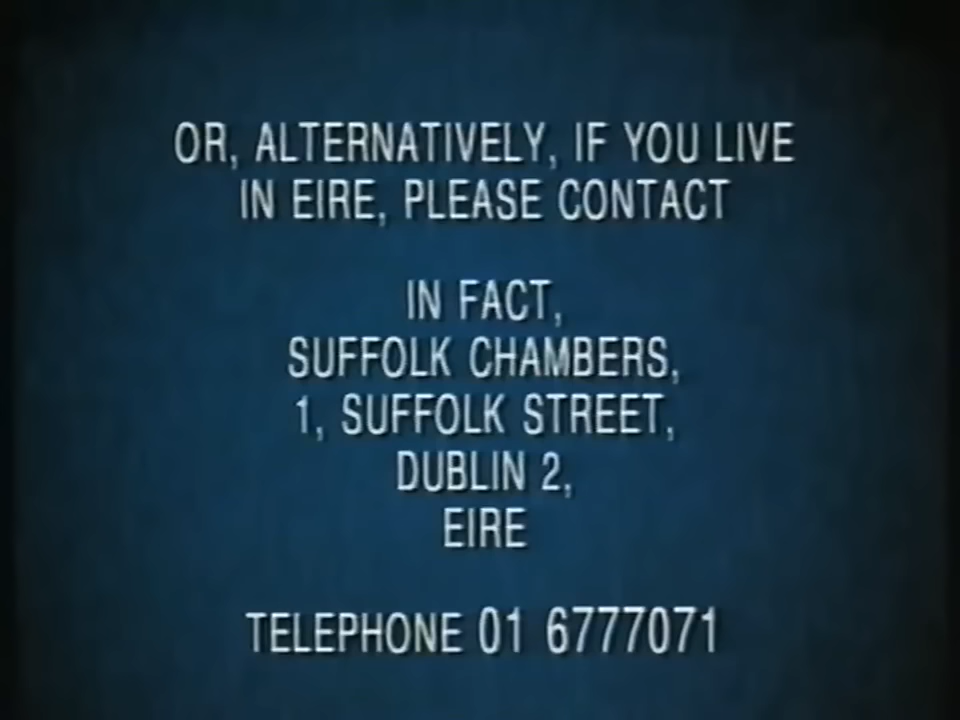 OR, ALTERNATIVELY, IF YOU LIVE
IN EIRE, PLEASE CONTACT
IN FACT,
SUFFOLK CHAMBERS,
1, SUFFOLK STREET,
DUBLIN 2,
EIRE
TELEPHONE 01 6777071